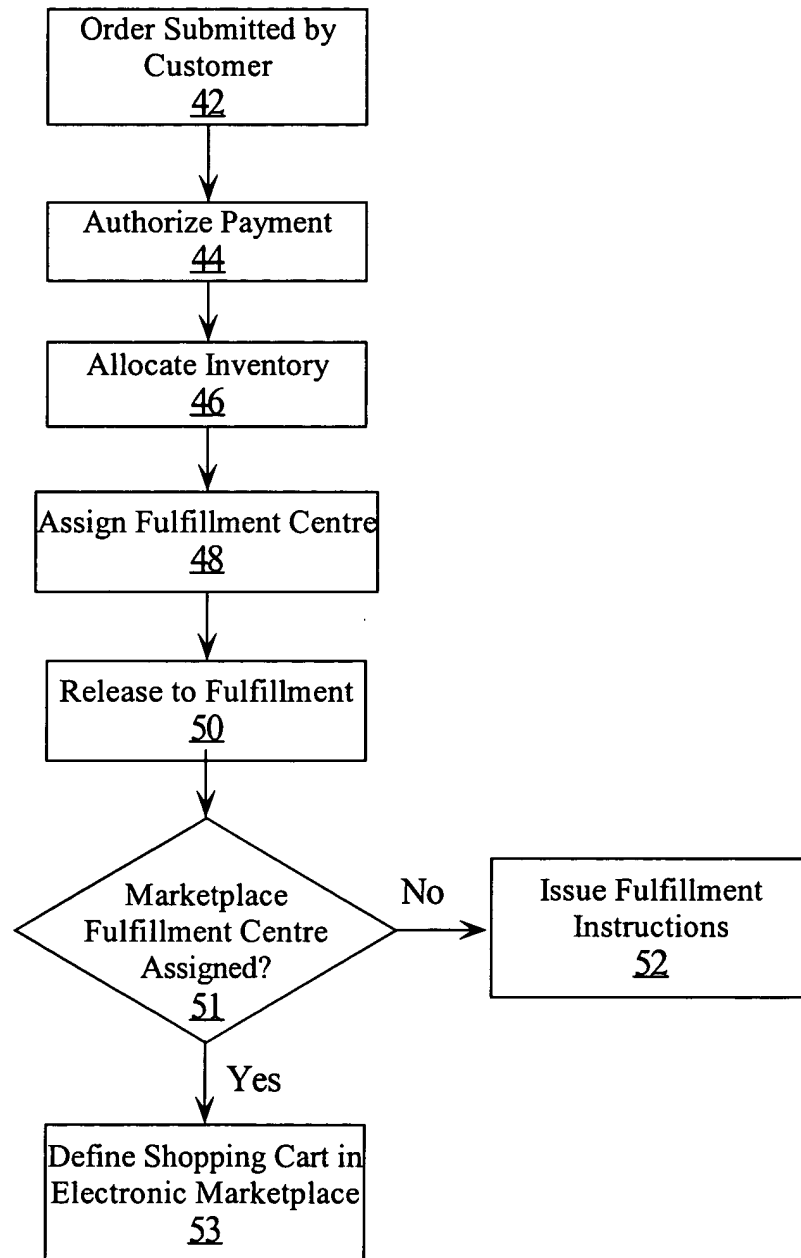 Order Submitted by
Customer
42
Authorize Payment
44
Allocate Inventory
46
Assign Fulfillment Centre
48
Release to Fulfillment
50
Marketplace
Fulfillment Centre
Assigned?
51
No
Issue Fulfillment
Instructions
52
Yes
Define Shopping Cart in
Electronic Marketplace
53